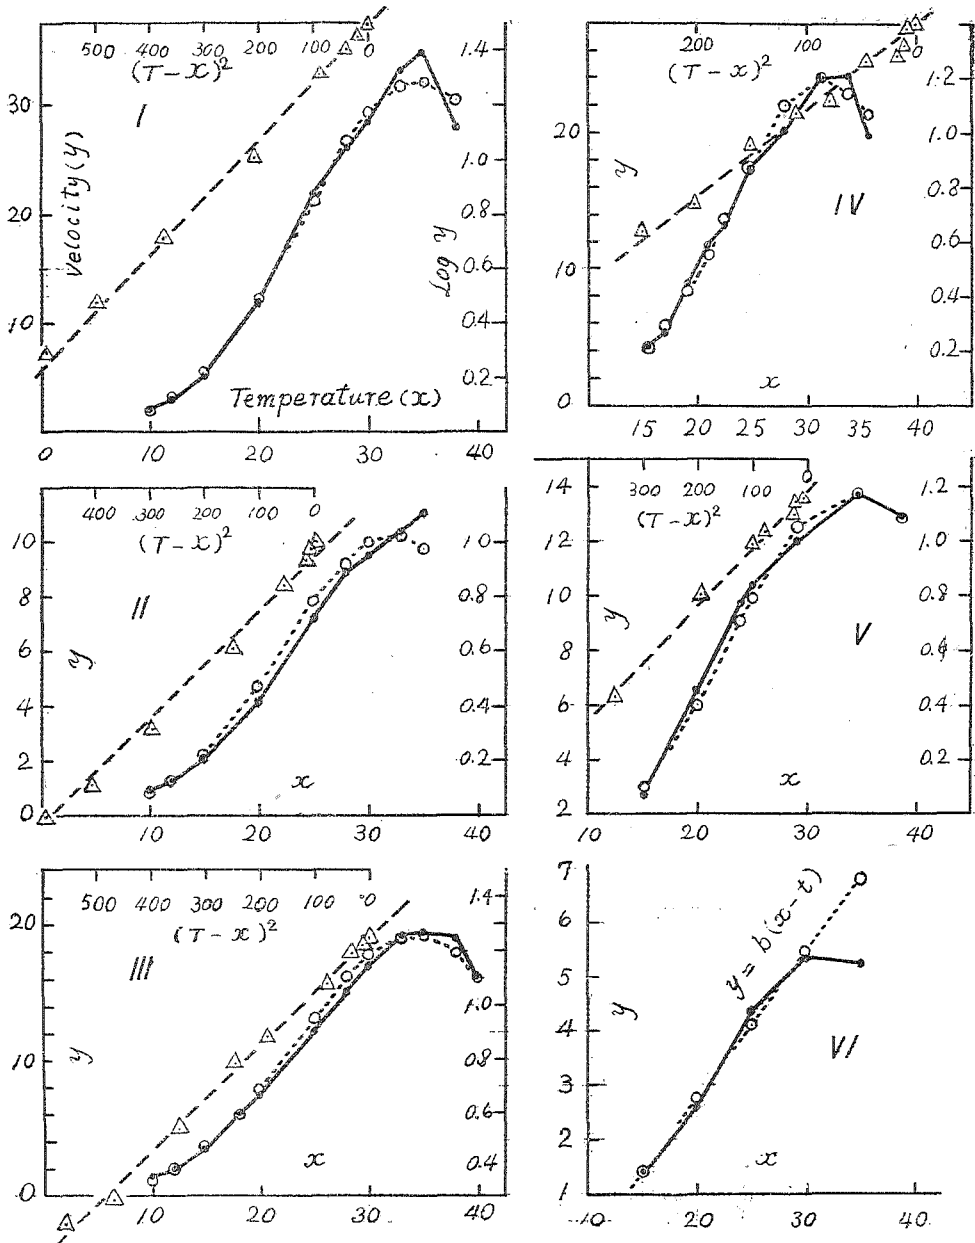 500 400 300 200 100 0
(T-x)²
I
Velocity (y)
30
20
10
1.4
1.0
0.8
0.6
0.4
0.2
Log y
Temperature (x)
0 10 20 30 40
200 100 0
(T-x)²
IV
y
20
10
0
1.2
1.0
0.8
0.6
0.4
0.2
x
15 20 25 30 35 40
400 300 200 100 0
(T-x)²
II
y
10
8
6
4
2
0
1.0
0.8
0.6
0.4
0.2
x
10 20 30 40
300 200 100 0
(T-x)²
V
y
14
12
10
8
6
4
2
1.2
1.0
0.8
0.6
0.4
0.2
x
10 20 30 40
500 400 300 200 100 0
(T-x)²
III
y
20
10
0
1.4
1.0
0.8
0.6
0.4
x
10 20 30 40
y = b(x-t)
VI
y
7
6
5
4
3
2
1
x
10 20 30 40